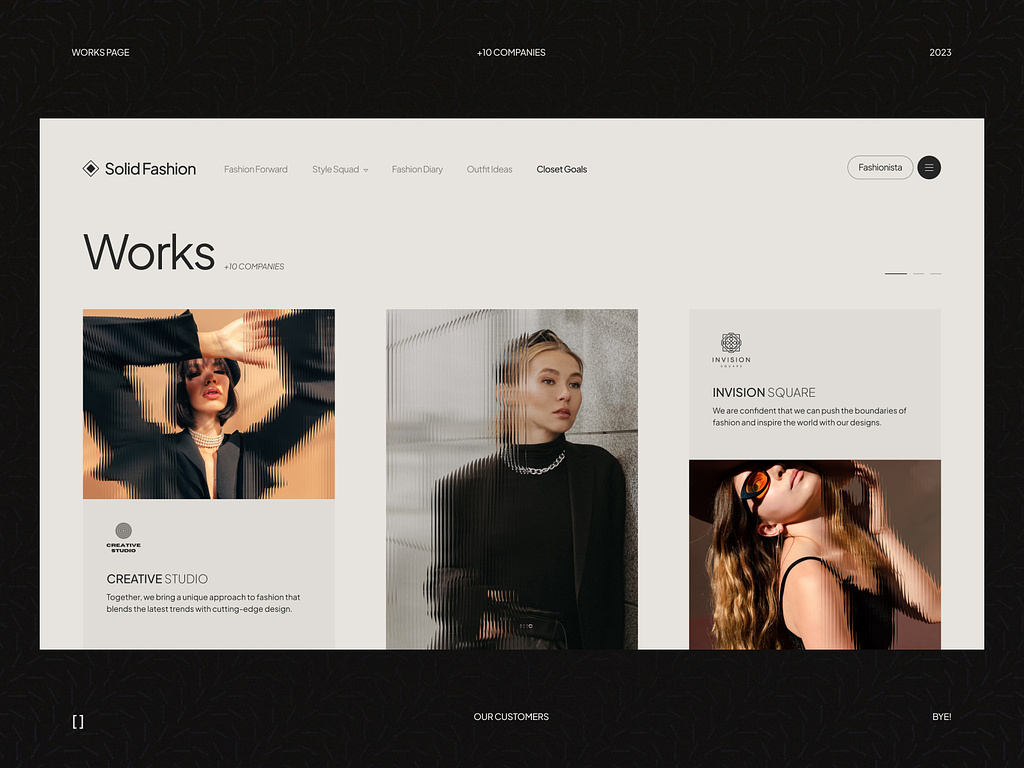 WORKS PAGE
+10 COMPANIES
2023
Solid Fashion
Fashion Forward
Style Squad
Fashion Diary
Outfit Ideas
Closet Goals
Fashionista
Works
+10 COMPANIES
INVISION
SQUARE
INVISION SQUARE
We are confident that we can push the boundaries of
fashion and inspire the world with our designs.
CREATIVE
STUDIO
CREATIVE STUDIO
Together, we bring a unique approach to fashion that
blends the latest trends with cutting-edge design.
[ ]
OUR CUSTOMERS
BYE!